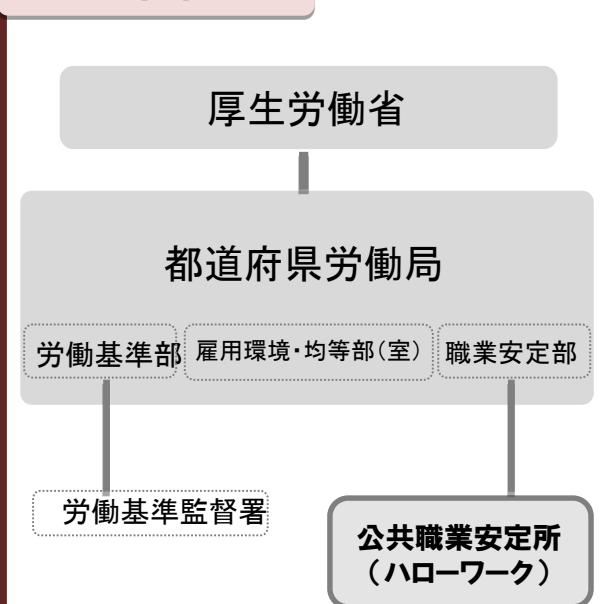 厚生労働省
都道府県労働局
労働基準部 雇用環境・均等部(室) 職業安定部
労働基準監督署
公共職業安定所
(ハローワーク)